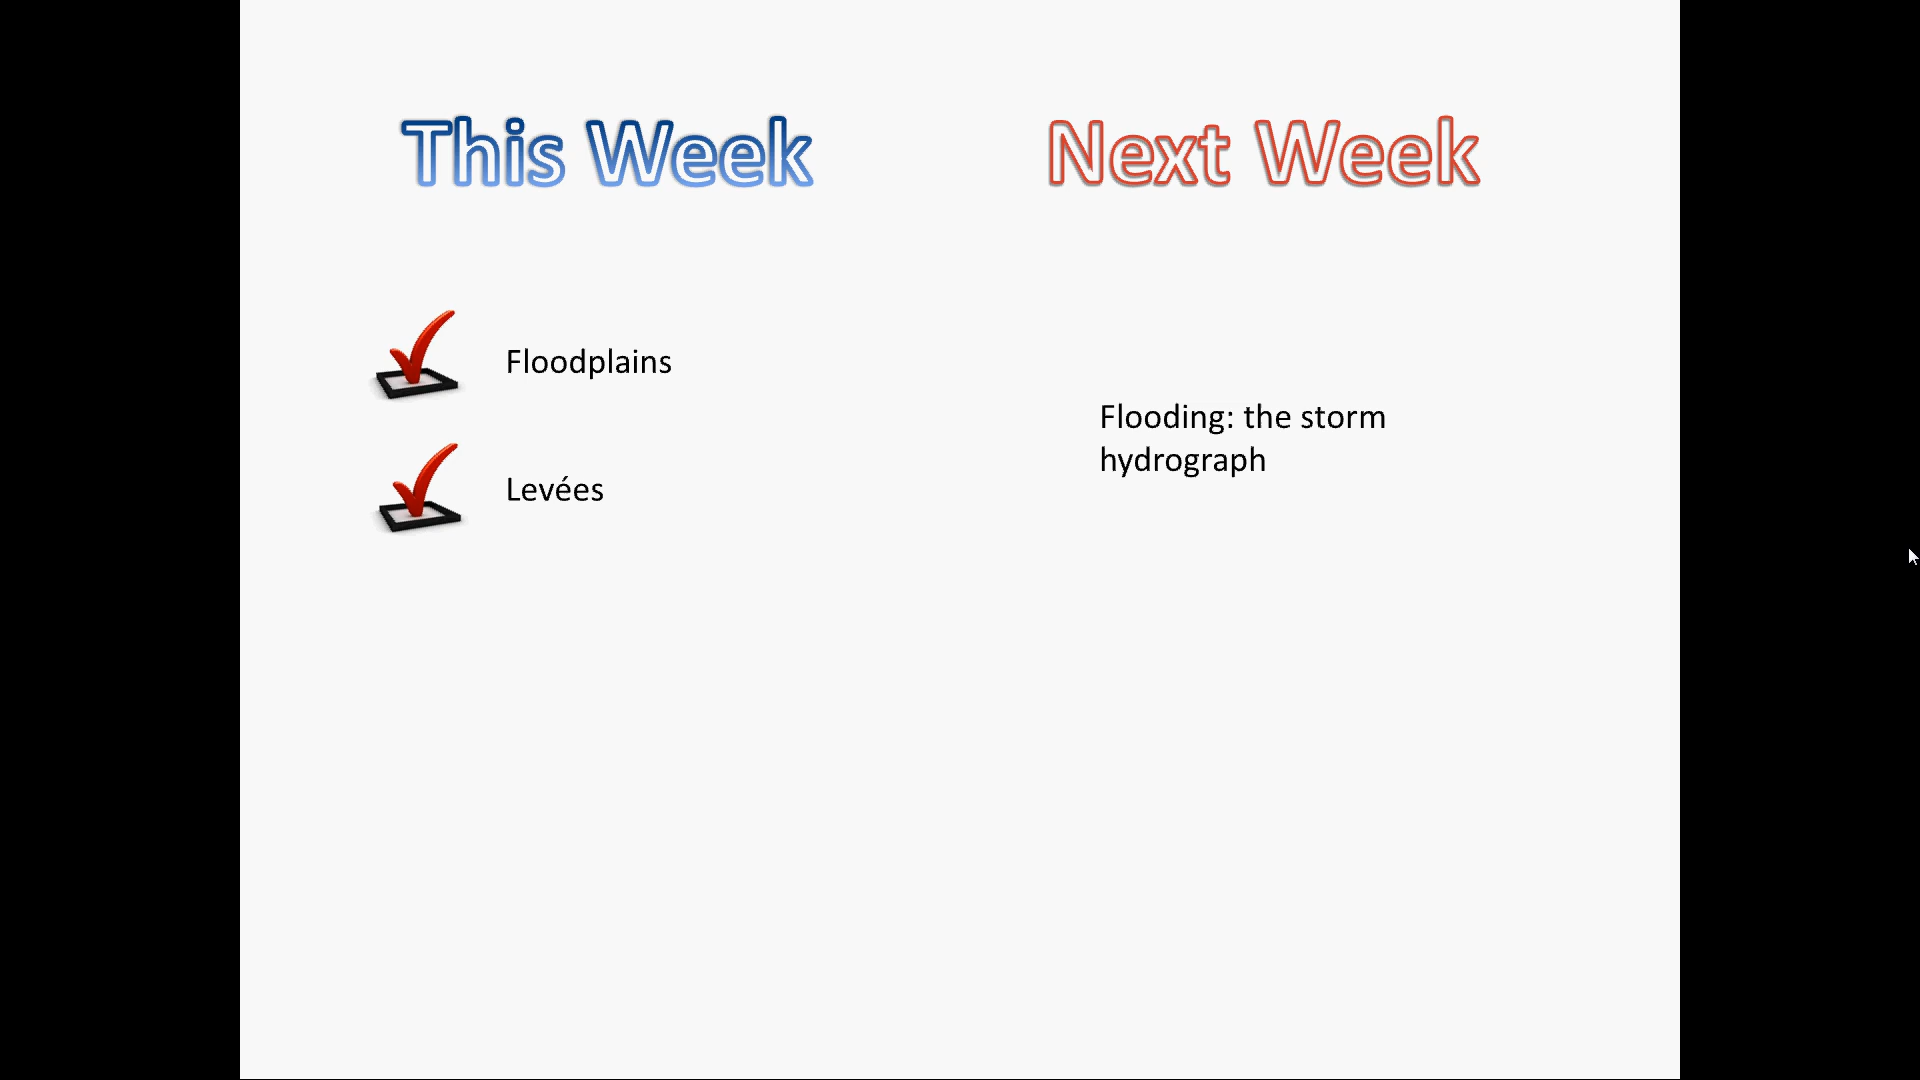 This Week
Floodplains
Levées
Next Week
Flooding: the storm
hydrograph